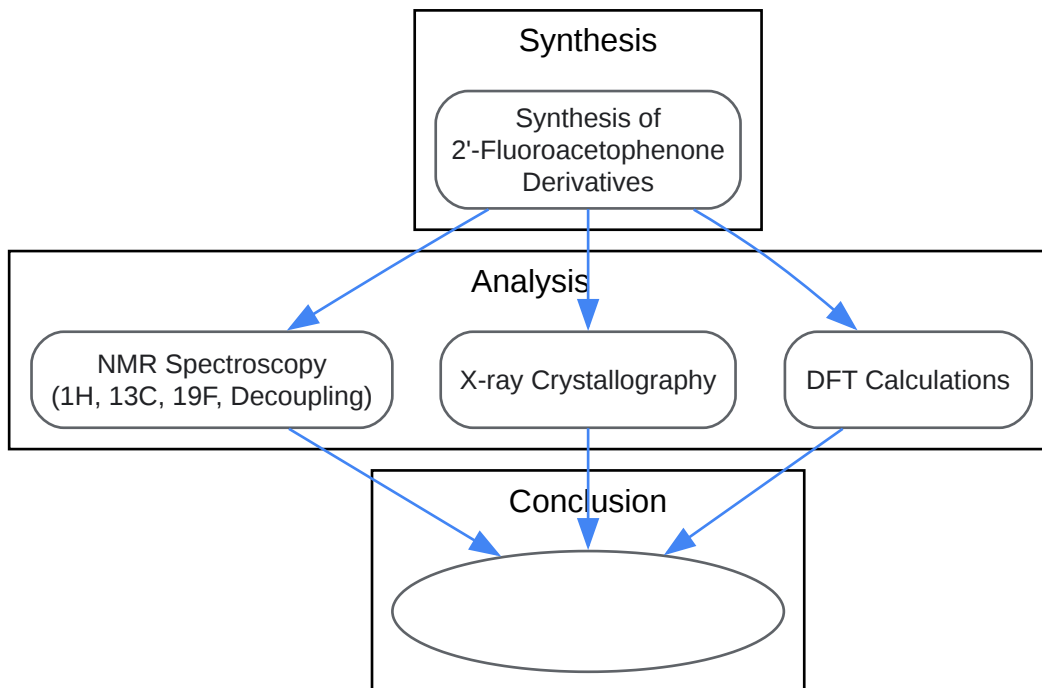 Synthesis
Synthesis of
2'-Fluoroacetophenone
Derivatives
Analysis
NMR Spectroscopy
(1H, 13C, 19F, Decoupling)
X-ray Crystallography
DFT Calculations
Conclusion